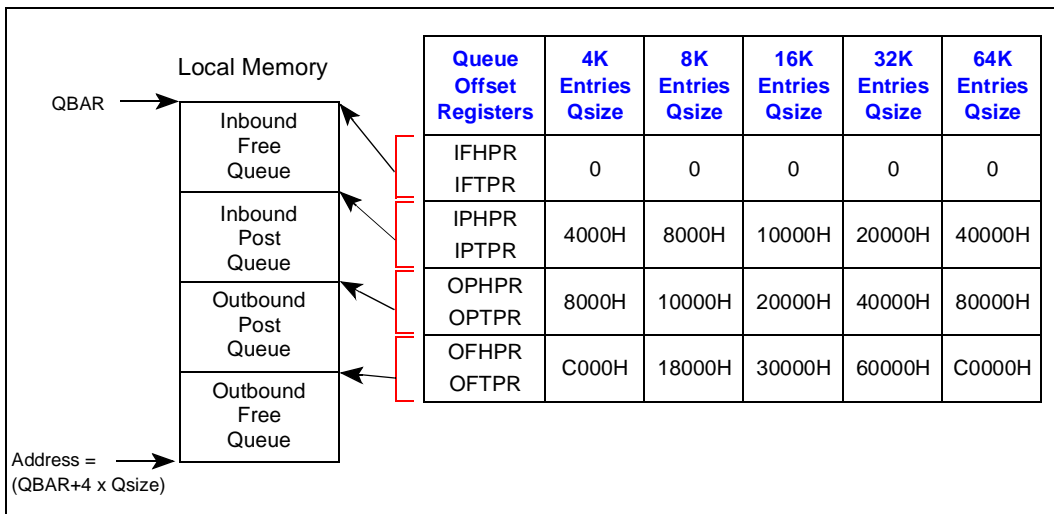 Local Memory
QBAR
Inbound
Free
Queue
Inbound
Post
Queue
Outbound
Post
Queue
Outbound
Free
Queue
Address =
(QBAR+4 x Qsize)
Queue Offset Registers 4K Entries Qsize 8K Entries Qsize 16K Entries Qsize 32K Entries Qsize 64K Entries Qsize
IFHPR
IFTPR
0 0 0 0 0
IPHPR
IPTPR
4000H 8000H 10000H 20000H 40000H
OPHPR
OPTPR
8000H 10000H 20000H 40000H 80000H
OFHPR
OFTPR
C000H 18000H 30000H 60000H C0000H